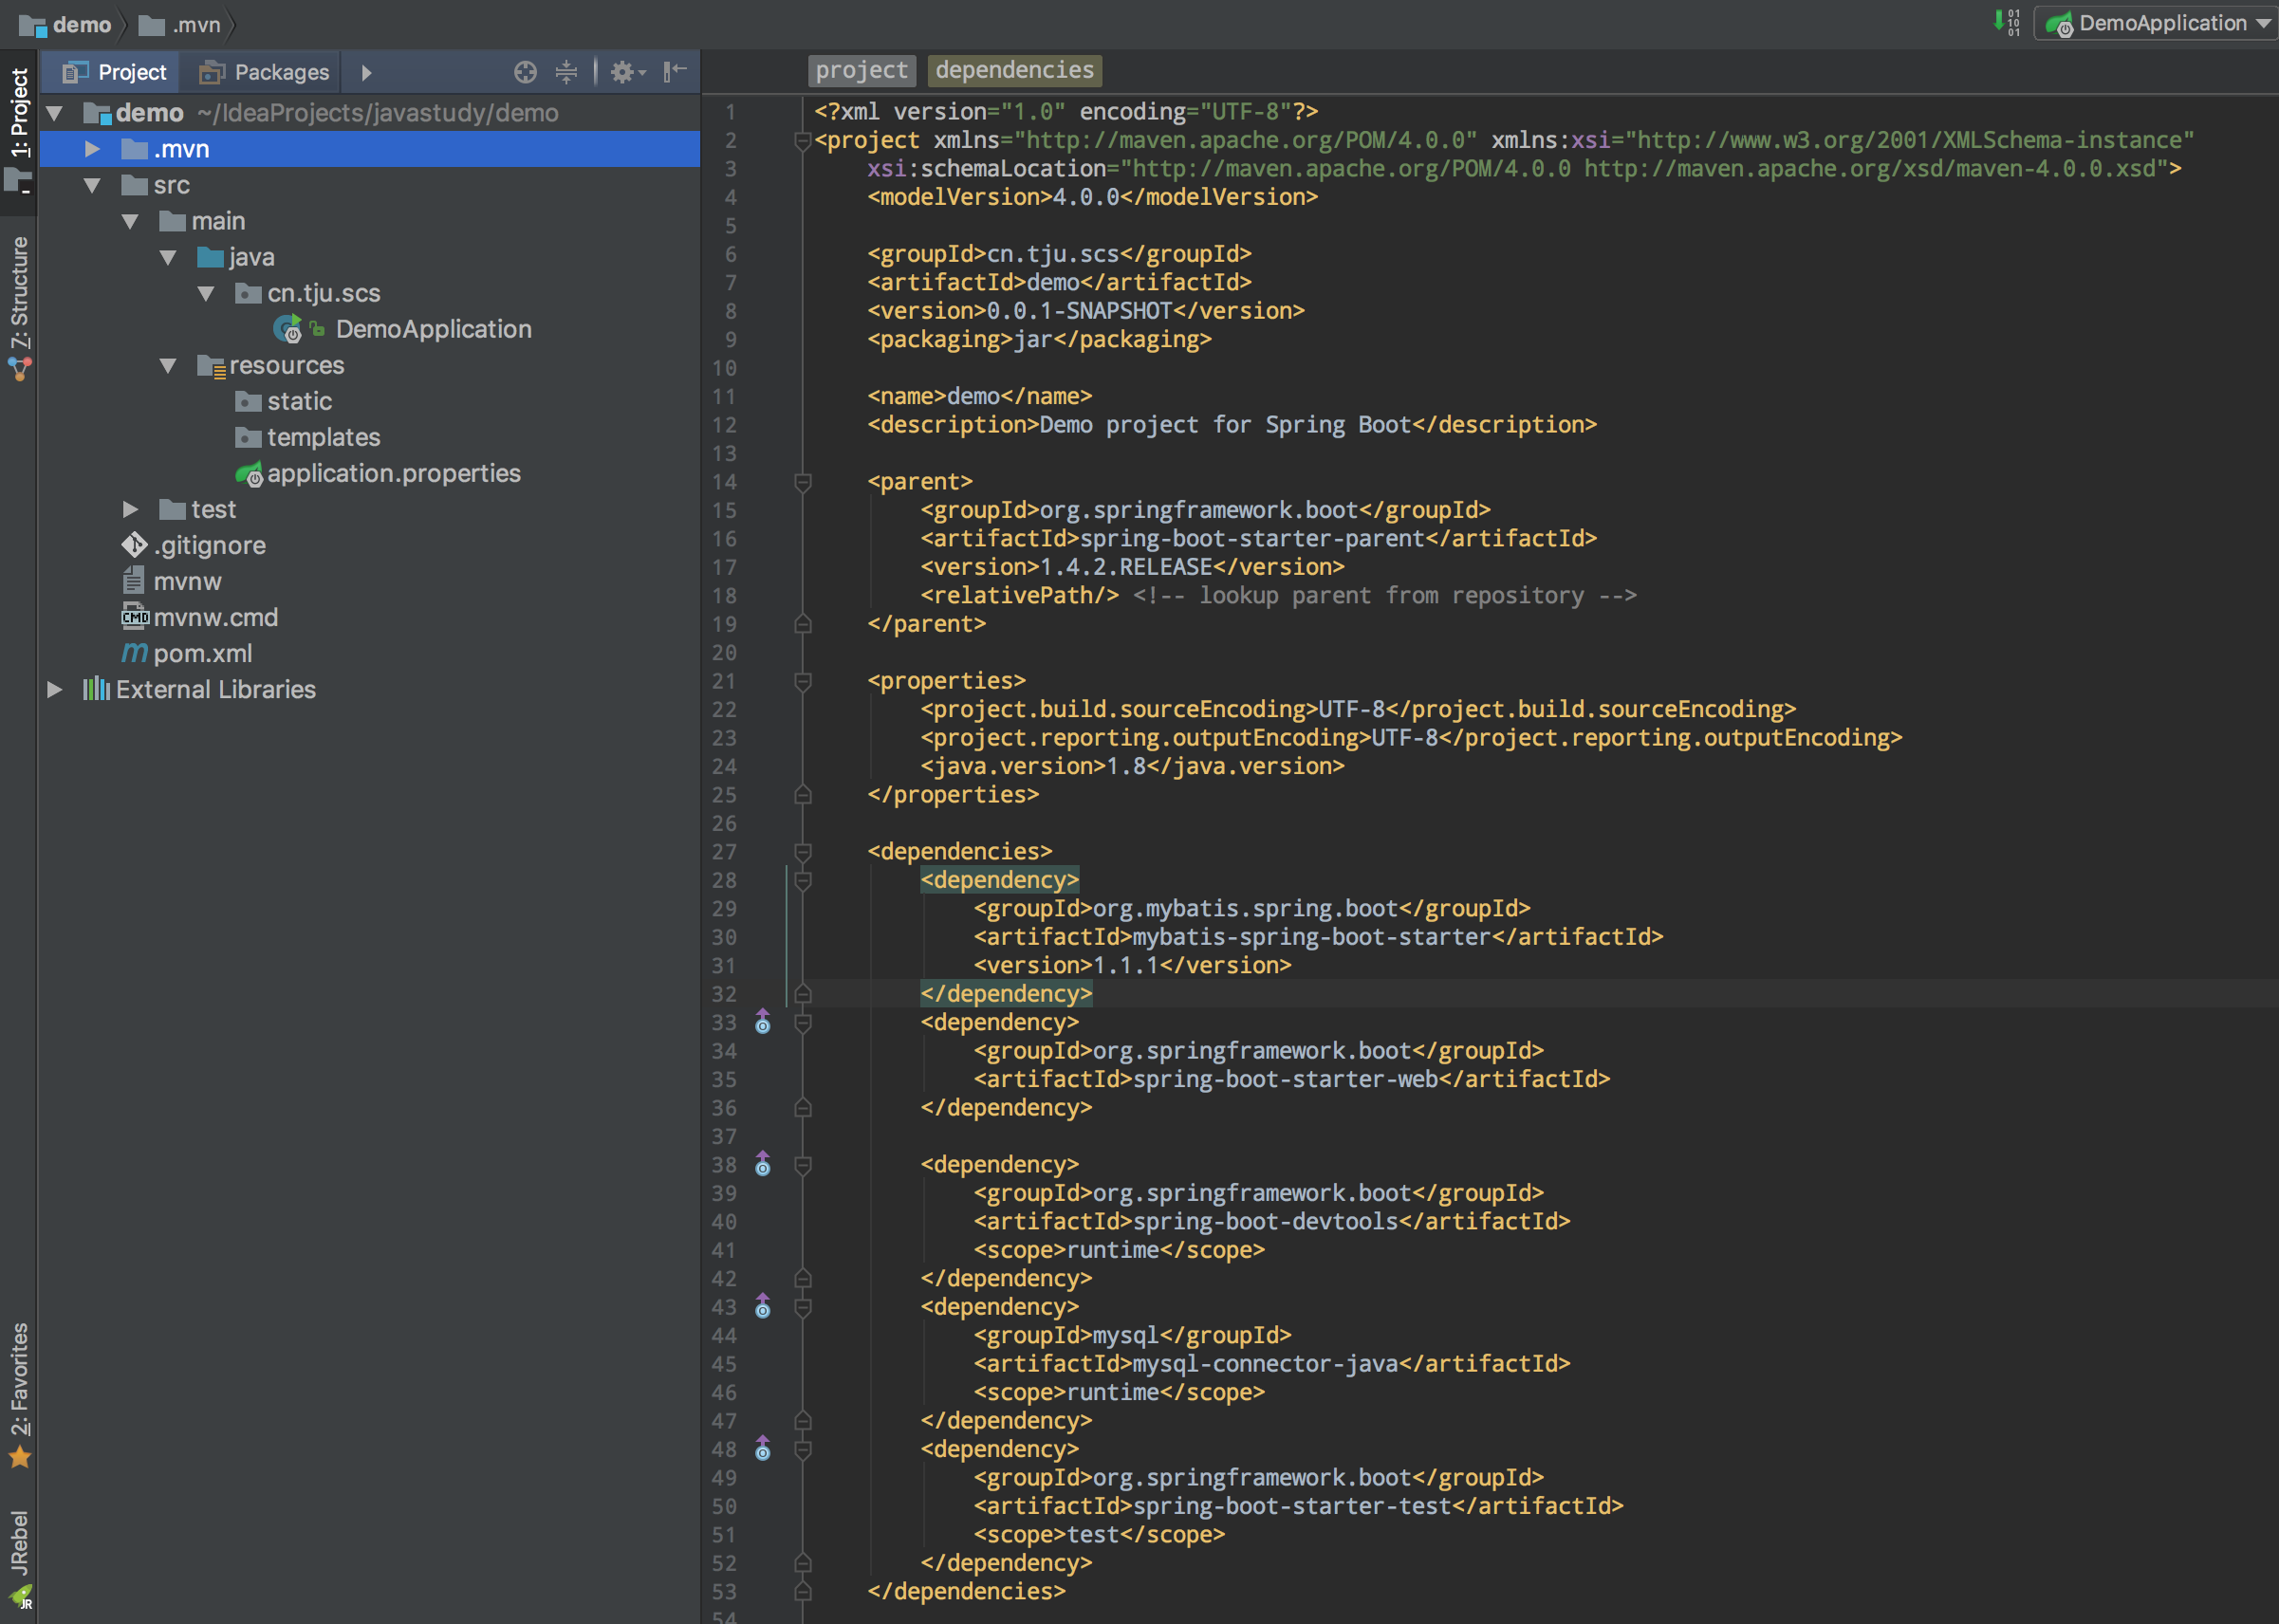 demo
.mvn
DemoApplication
1: Project
Z: Structure
2: Favorites
JRebel
Project
Packages
demo ~/IdeaProjects/javastudy/demo
.mvn
src
main
java
cn.tju.scs
DemoApplication
resources
static
templates
application.properties
test
.gitignore
mvnw
mvnw.cmd
pom.xml
External Libraries
project
dependencies
1 <?xml version="1.0" encoding="UTF-8"?>
2 <project xmlns="http://maven.apache.org/POM/4.0.0" xmlns:xsi="http://www.w3.org/2001/XMLSchema-instance"
3 xsi:schemaLocation="http://maven.apache.org/POM/4.0.0 http://maven.apache.org/xsd/maven-4.0.0.xsd">
4 <modelVersion>4.0.0</modelVersion>
5
6 <groupId>cn.tju.scs</groupId>
7 <artifactId>demo</artifactId>
8 <version>0.0.1-SNAPSHOT</version>
9 <packaging>jar</packaging>
10
11 <name>demo</name>
12 <description>Demo project for Spring Boot</description>
13
14 <parent>
15 <groupId>org.springframework.boot</groupId>
16 <artifactId>spring-boot-starter-parent</artifactId>
17 <version>1.4.2.RELEASE</version>
18 <relativePath/> <!-- lookup parent from repository -->
19 </parent>
20
21 <properties>
22 <project.build.sourceEncoding>UTF-8</project.build.sourceEncoding>
23 <project.reporting.outputEncoding>UTF-8</project.reporting.outputEncoding>
24 <java.version>1.8</java.version>
25 </properties>
26
27 <dependencies>
28 <dependency>
29 <groupId>org.mybatis.spring.boot</groupId>
30 <artifactId>mybatis-spring-boot-starter</artifactId>
31 <version>1.1.1</version>
32 </dependency>
33 <dependency>
34 <groupId>org.springframework.boot</groupId>
35 <artifactId>spring-boot-starter-web</artifactId>
36 </dependency>
37
38 <dependency>
39 <groupId>org.springframework.boot</groupId>
40 <artifactId>spring-boot-devtools</artifactId>
41 <scope>runtime</scope>
42 </dependency>
43 <dependency>
44 <groupId>mysql</groupId>
45 <artifactId>mysql-connector-java</artifactId>
46 <scope>runtime</scope>
47 </dependency>
48 <dependency>
49 <groupId>org.springframework.boot</groupId>
50 <artifactId>spring-boot-starter-test</artifactId>
51 <scope>test</scope>
52 </dependency>
53 </dependencies>
54